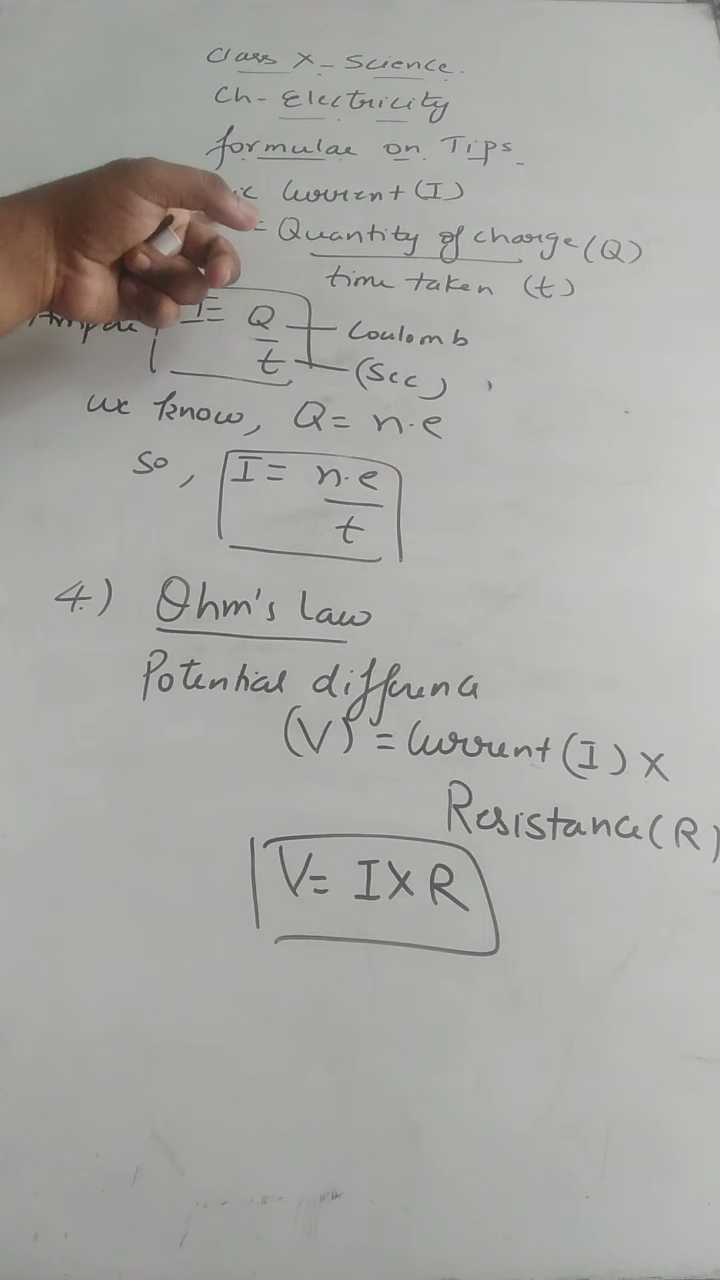 Class X - Science.
Ch- Electricity
formulae on Tips
Current (I)
= Quantity of charge (Q)
time taken (t)
I = Q Coulomb
t (Sec)
we know, Q = n.e
So, I = n.e
t
4.) Ohm's Law
Potential difference
(V) = Current (I) X
Resistance (R)
V = I X R